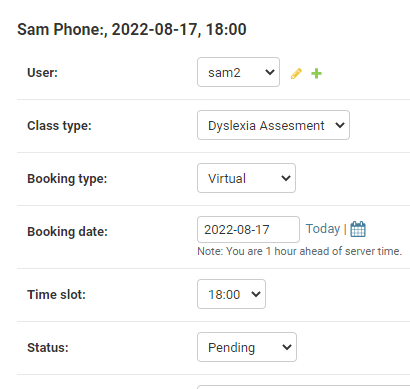 Sam Phone:, 2022-08-17, 18:00
User: sam2
Class type: Dyslexia Assesment
Booking type: Virtual
Booking date: 2022-08-17 Today |
Note: You are 1 hour ahead of server time.
Time slot: 18:00
Status: Pending